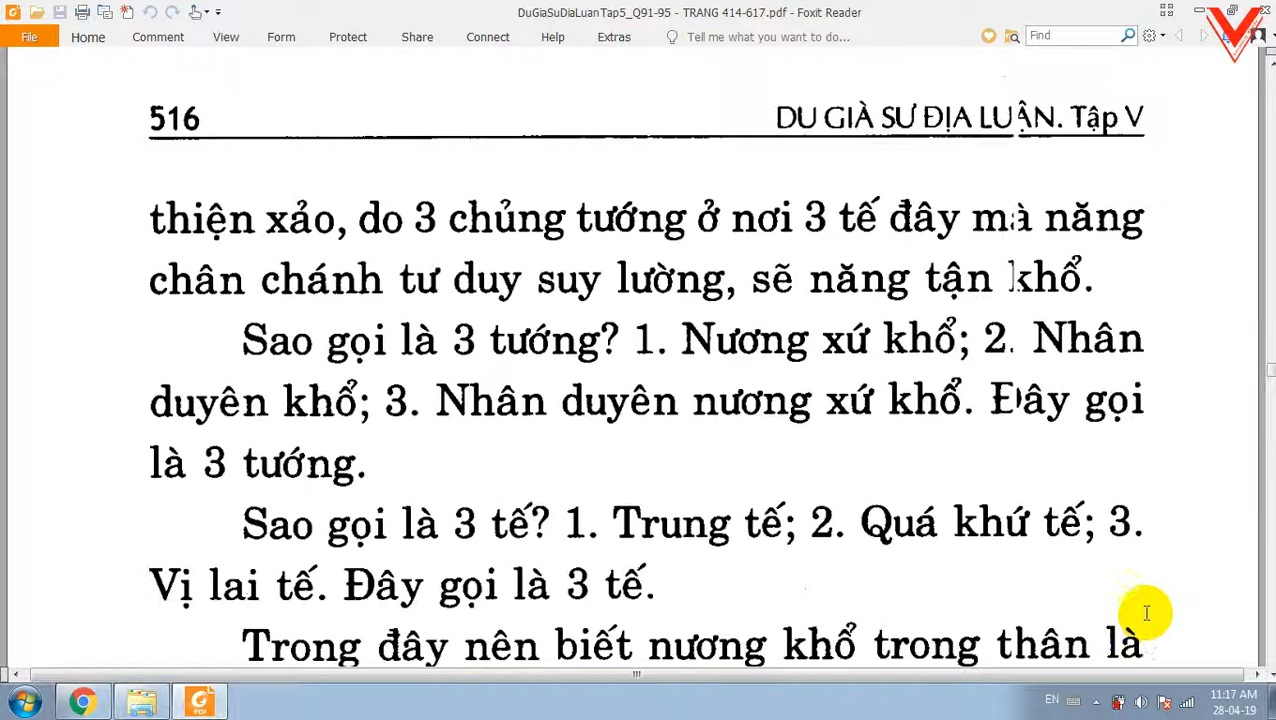 DuGiaSuDiaLuanTap5_Q91-95 - TRANG 414-617.pdf - Foxit Reader
File Home Comment View Form Protect Share Connect Help Extras Tell me what you want to do... Find
516 DU GIÀ SƯ ĐỊA LUẬN. Tập V
thiện xảo, do 3 chủng tướng ở nơi 3 tế đây mà năng
chân chánh tư duy suy lường, sẽ năng tận khổ.
Sao gọi là 3 tướng? 1. Nương xứ khổ; 2. Nhân
duyên khổ; 3. Nhân duyên nương xứ khổ. Đây gọi
là 3 tướng.
Sao gọi là 3 tế? 1. Trung tế; 2. Quá khứ tế; 3.
Vị lai tế. Đây gọi là 3 tế.
Trong đây nên biết nương khổ trong thân là
PDF
EN 11:17 AM
28-04-19